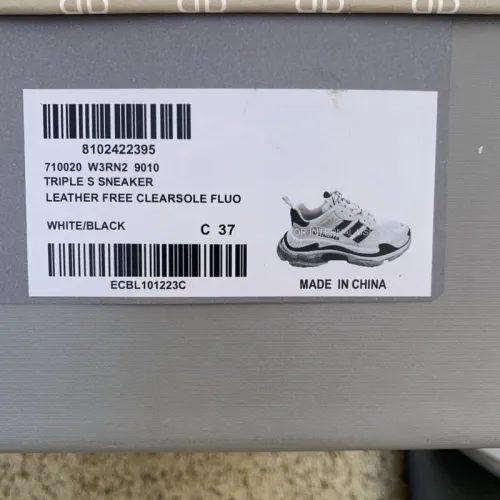 8102422395
710020 W3RN2 9010
TRIPLE S SNEAKER
LEATHER FREE CLEARSOLE FLUO
WHITE/BLACK C 37
ECBL101223C
MADE IN CHINA